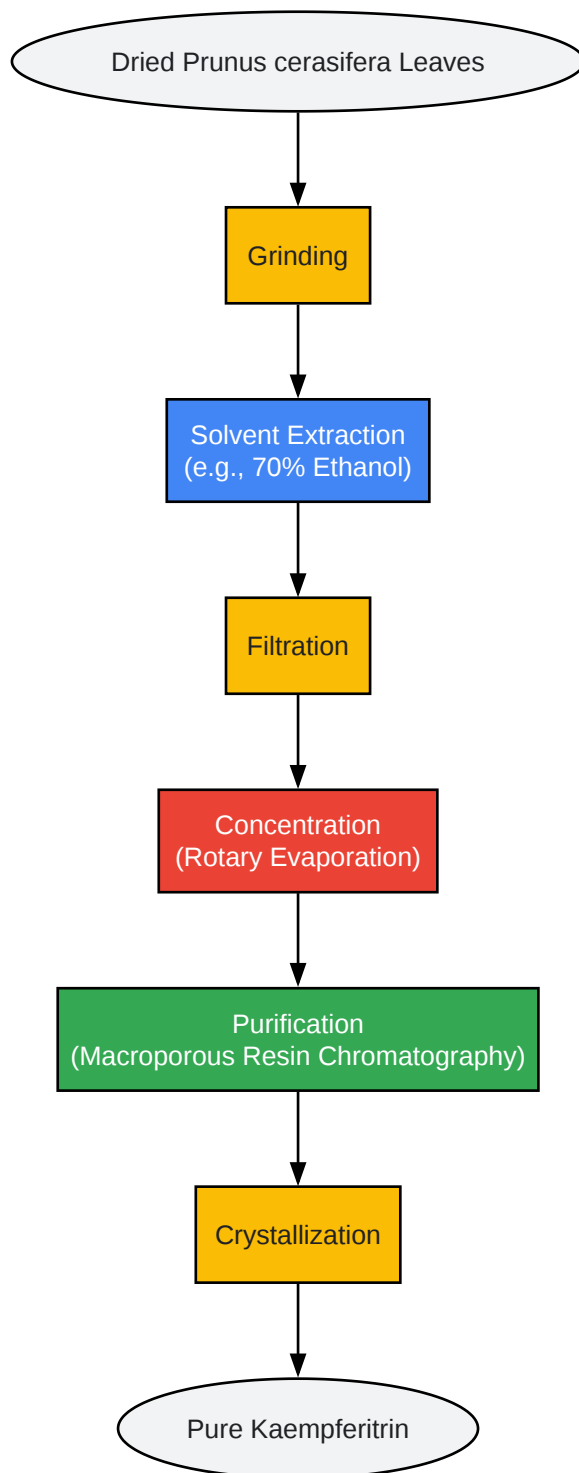 Dried Prunus cerasifera Leaves
Grinding
Solvent Extraction
(e.g., 70% Ethanol)
Filtration
Concentration
(Rotary Evaporation)
Purification
(Macroporous Resin Chromatography)
Crystallization
Pure Kaempferitrin